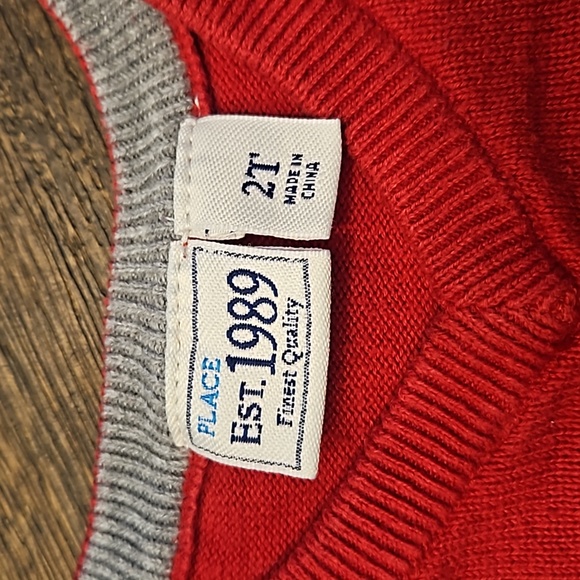 PLACE
EST. 1989
Finest Quality
2T
MADE IN
CHINA